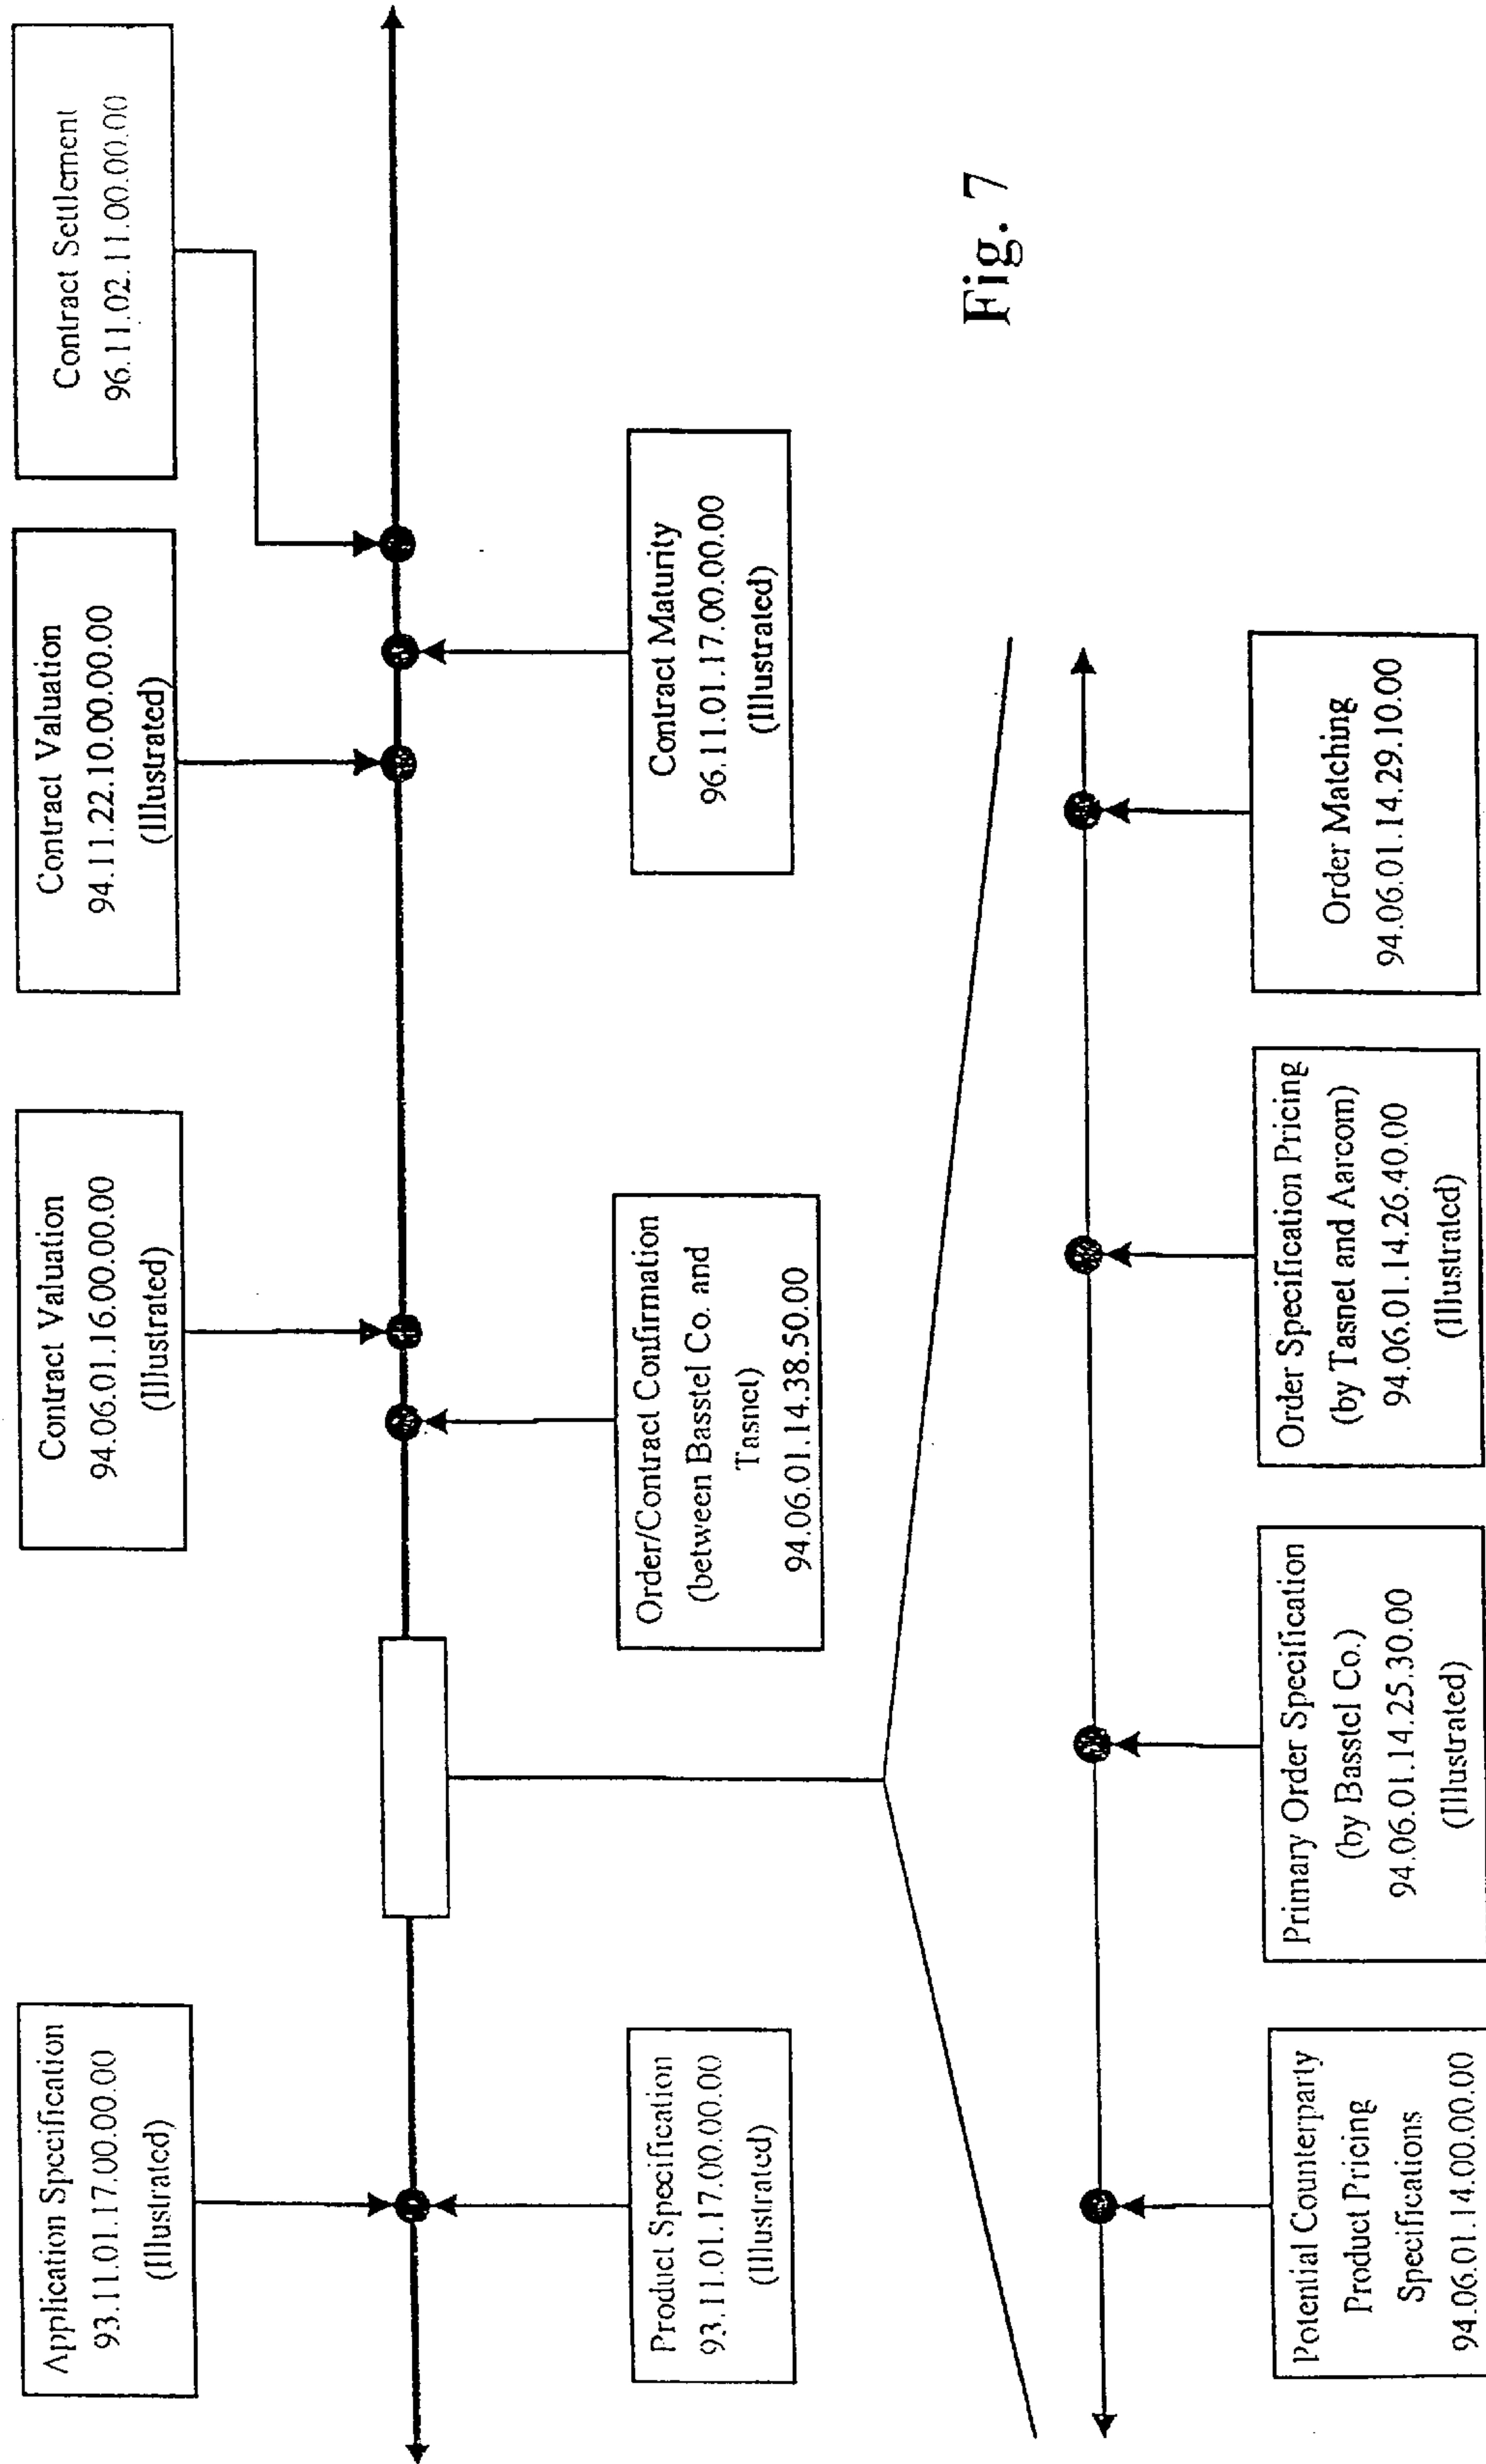 Application Specification
93.11.01.17.00.00.00
(Illustrated)
Contract Valuation
94.06.01.16.00.00.00
(Illustrated)
Contract Valuation
94.11.22.10.00.00.00
(Illustrated)
Contract Settlement
96.11.02.11.00.00.00
Product Specification
93.11.01.17.00.00.00
(Illustrated)
Order/Contract Confirmation
(between Basstel Co. and
Tasnet)
94.06.01.14.38.50.00
Contract Maturity
96.11.01.17.00.00.00
(Illustrated)
Fig. 7
Potential Counterparty
Product Pricing
Specifications
94.06.01.14.00.00.00
Primary Order Specification
(by Basstel Co.)
94.06.01.14.25.30.00
(Illustrated)
Order Specification Pricing
(by Tasnet and Aarcom)
94.06.01.14.26.40.00
(Illustrated)
Order Matching
94.06.01.14.29.10.00